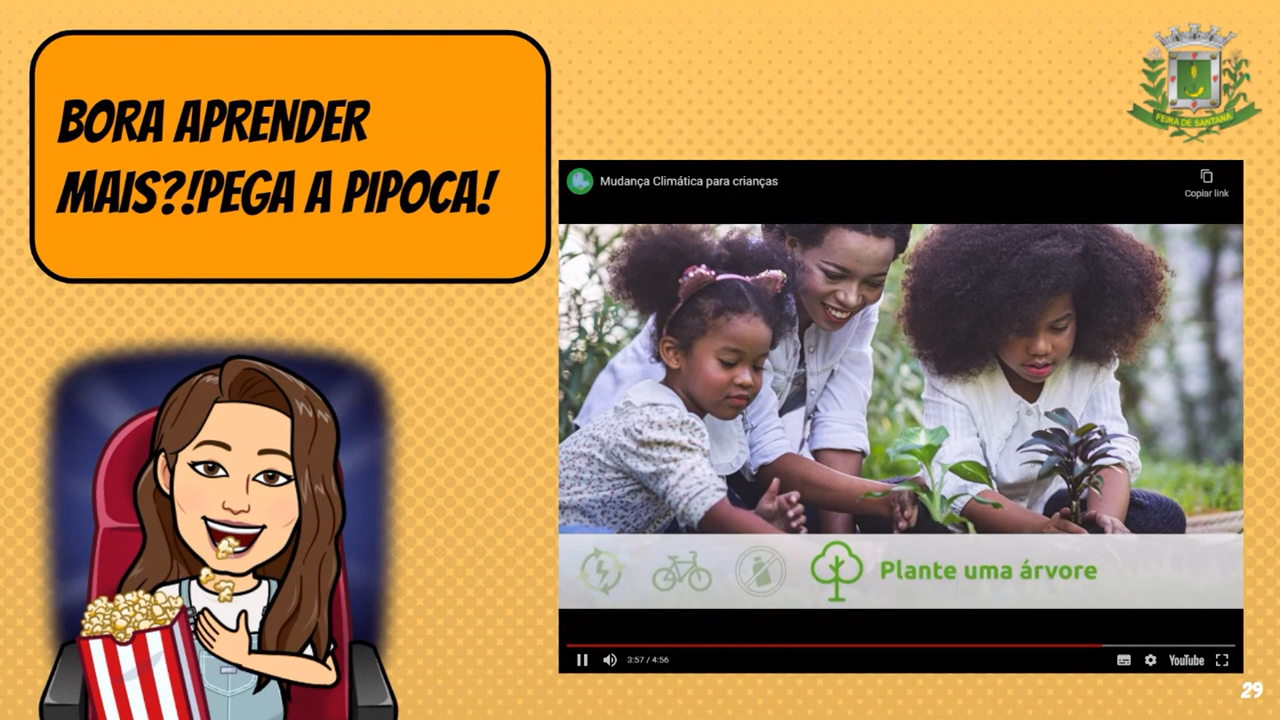 BORA APRENDER
MAIS?!PEGA A PIPOCA!
FEIRA DE SANTANA
Mudança Climática para crianças
Copiar link
Plante uma árvore
3:57 / 4:56
YouTube
29